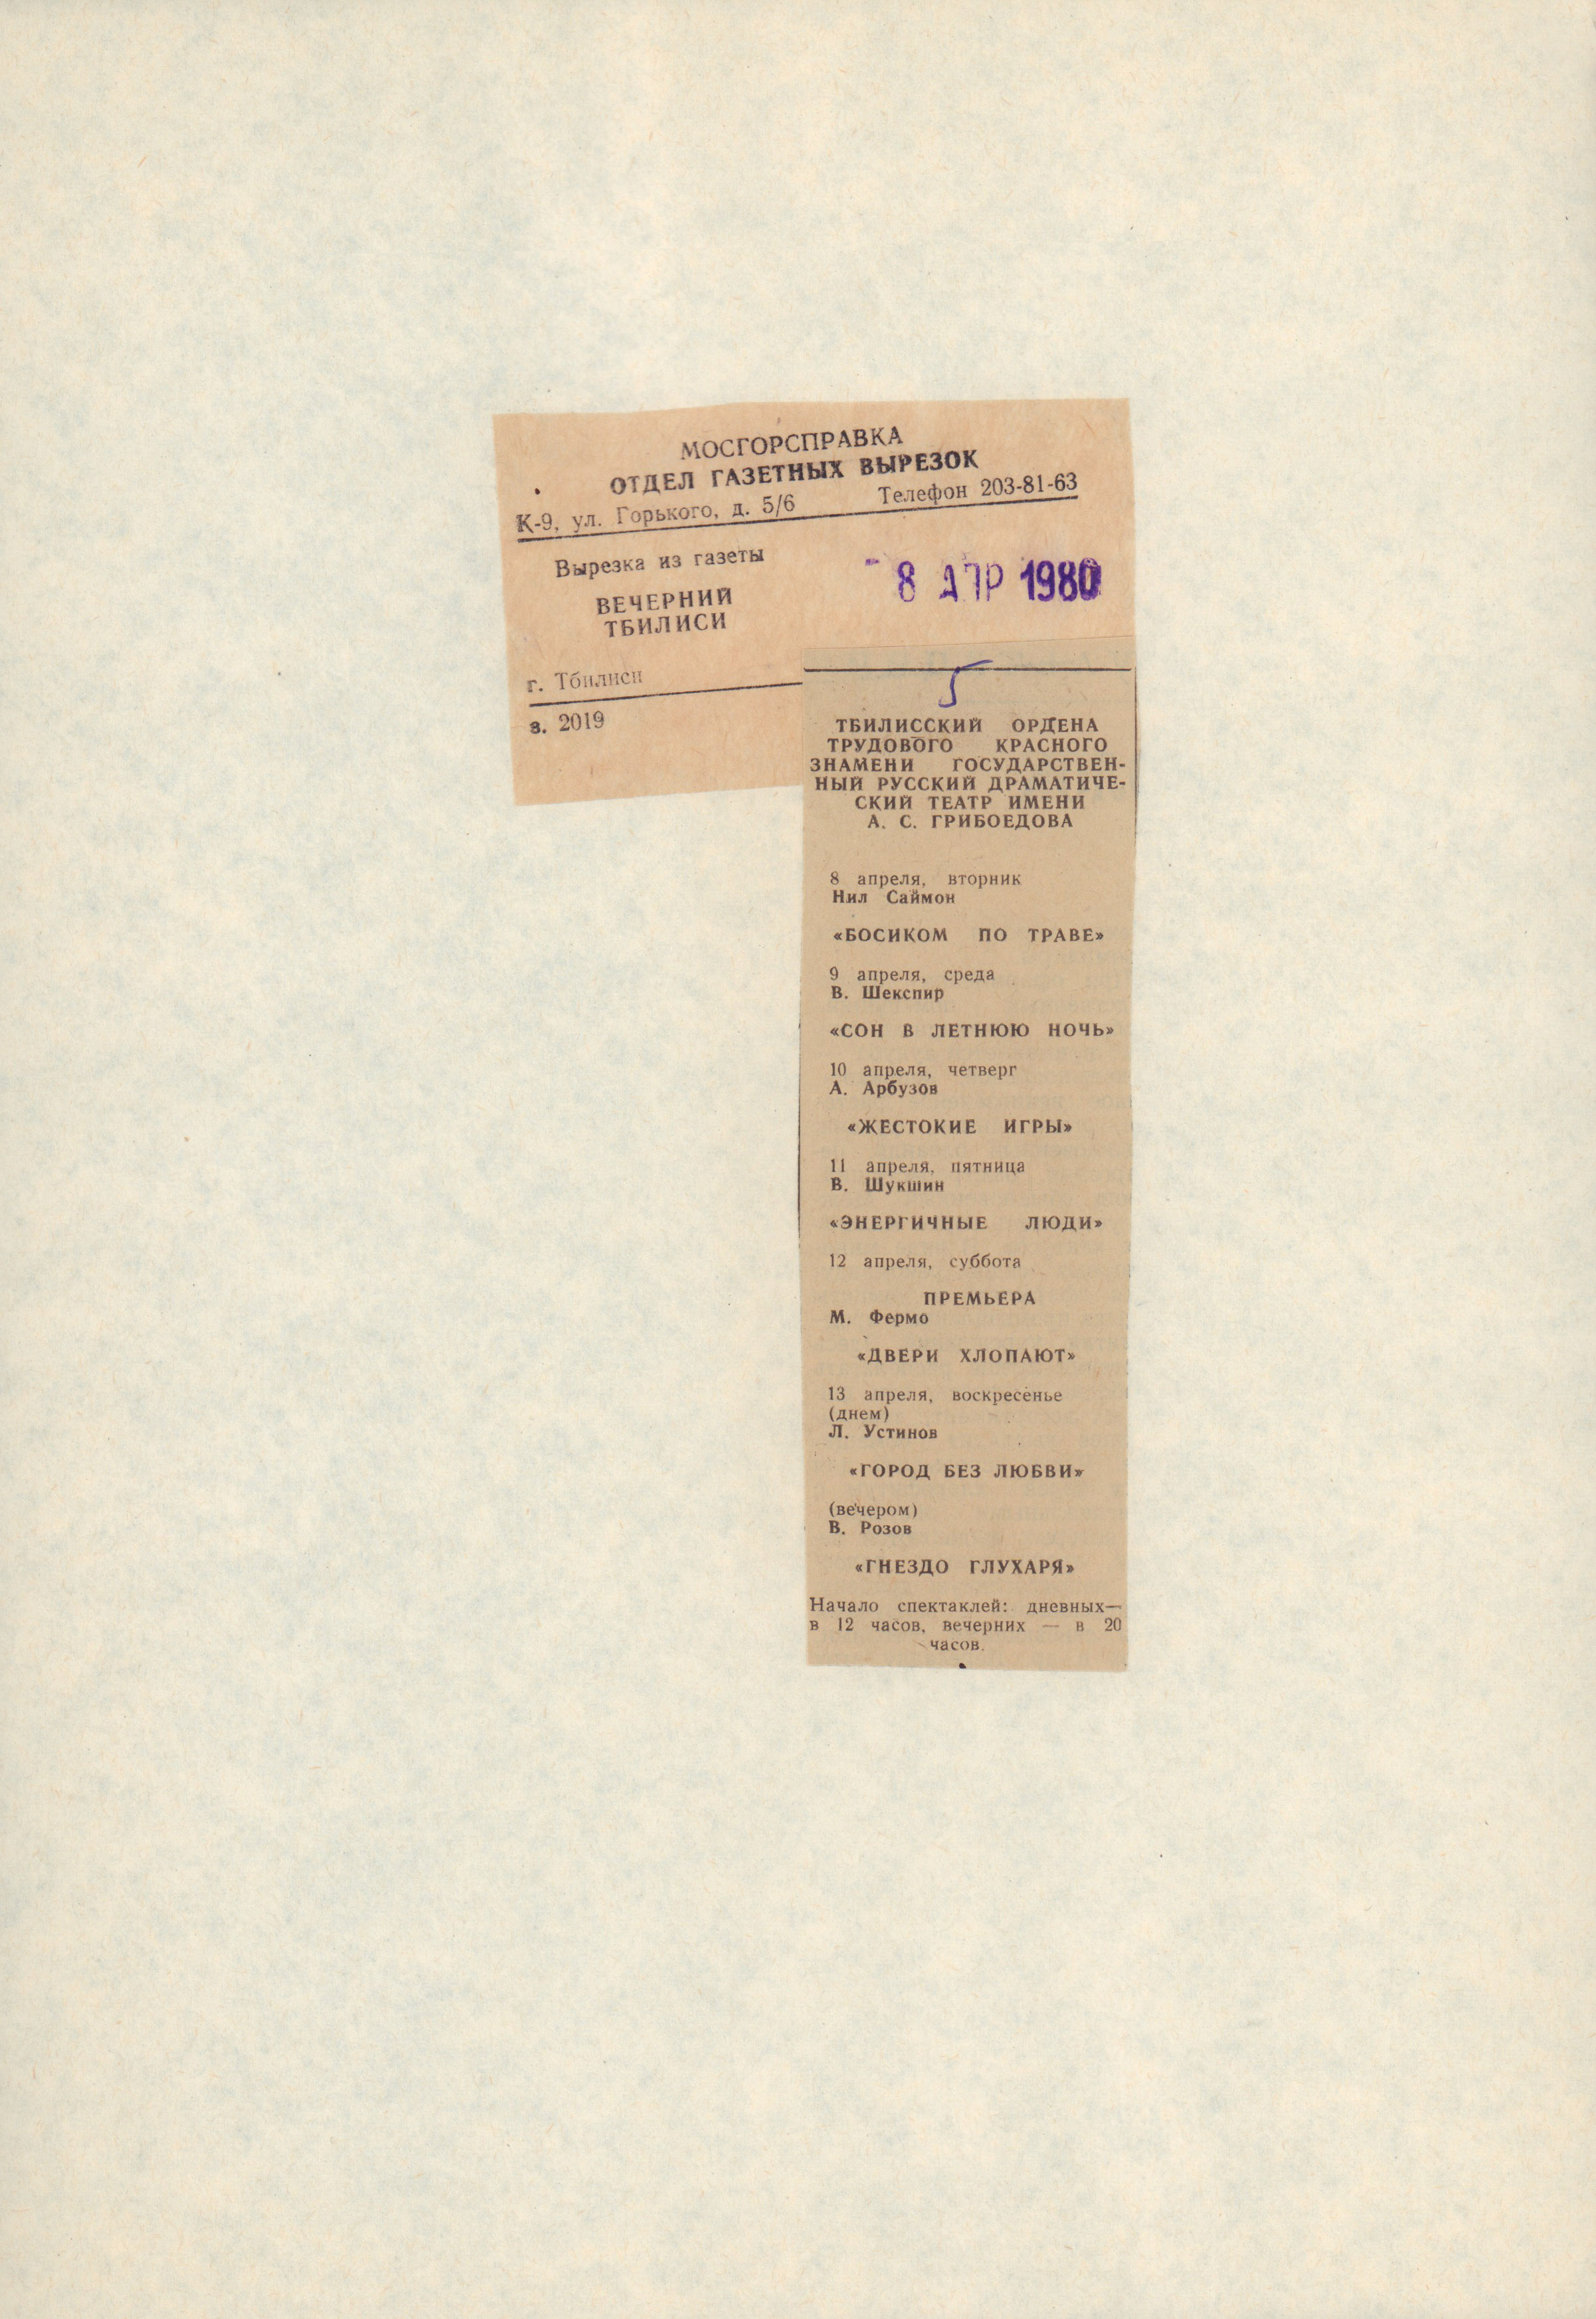 МОСГОРСПРАВКА
ОТДЕЛ ГАЗЕТНЫХ ВЫРЕЗОК
К-9, ул. Горького, д. 5/6 Телефон 203-81-63
Вырезка из газеты
ВЕЧЕРНИЙ
ТБИЛИСИ
- 8 АПР 1980
г. Тбилиси
з. 2019
5
ТБИЛИССКИЙ ОРДЕНА
ТРУДОВОГО КРАСНОГО
ЗНАМЕНИ ГОСУДАРСТВЕН-
НЫЙ РУССКИЙ ДРАМАТИЧЕ-
СКИЙ ТЕАТР ИМЕНИ
А. С. ГРИБОЕДОВА
8 апреля, вторник
Нил Саймон
«БОСИКОМ ПО ТРАВЕ»
9 апреля, среда
В. Шекспир
«СОН В ЛЕТНЮЮ НОЧЬ»
10 апреля, четверг
А. Арбузов
«ЖЕСТОКИЕ ИГРЫ»
11 апреля, пятница
В. Шукшин
«ЭНЕРГИЧНЫЕ ЛЮДИ»
12 апреля, суббота
ПРЕМЬЕРА
М. Фермо
«ДВЕРИ ХЛОПАЮТ»
13 апреля, воскресенье
(днем)
Л. Устинов
«ГОРОД БЕЗ ЛЮБВИ»
(вечером)
В. Розов
«ГНЕЗДО ГЛУХАРЯ»
Начало спектаклей: дневных—
в 12 часов, вечерних — в 20
часов.